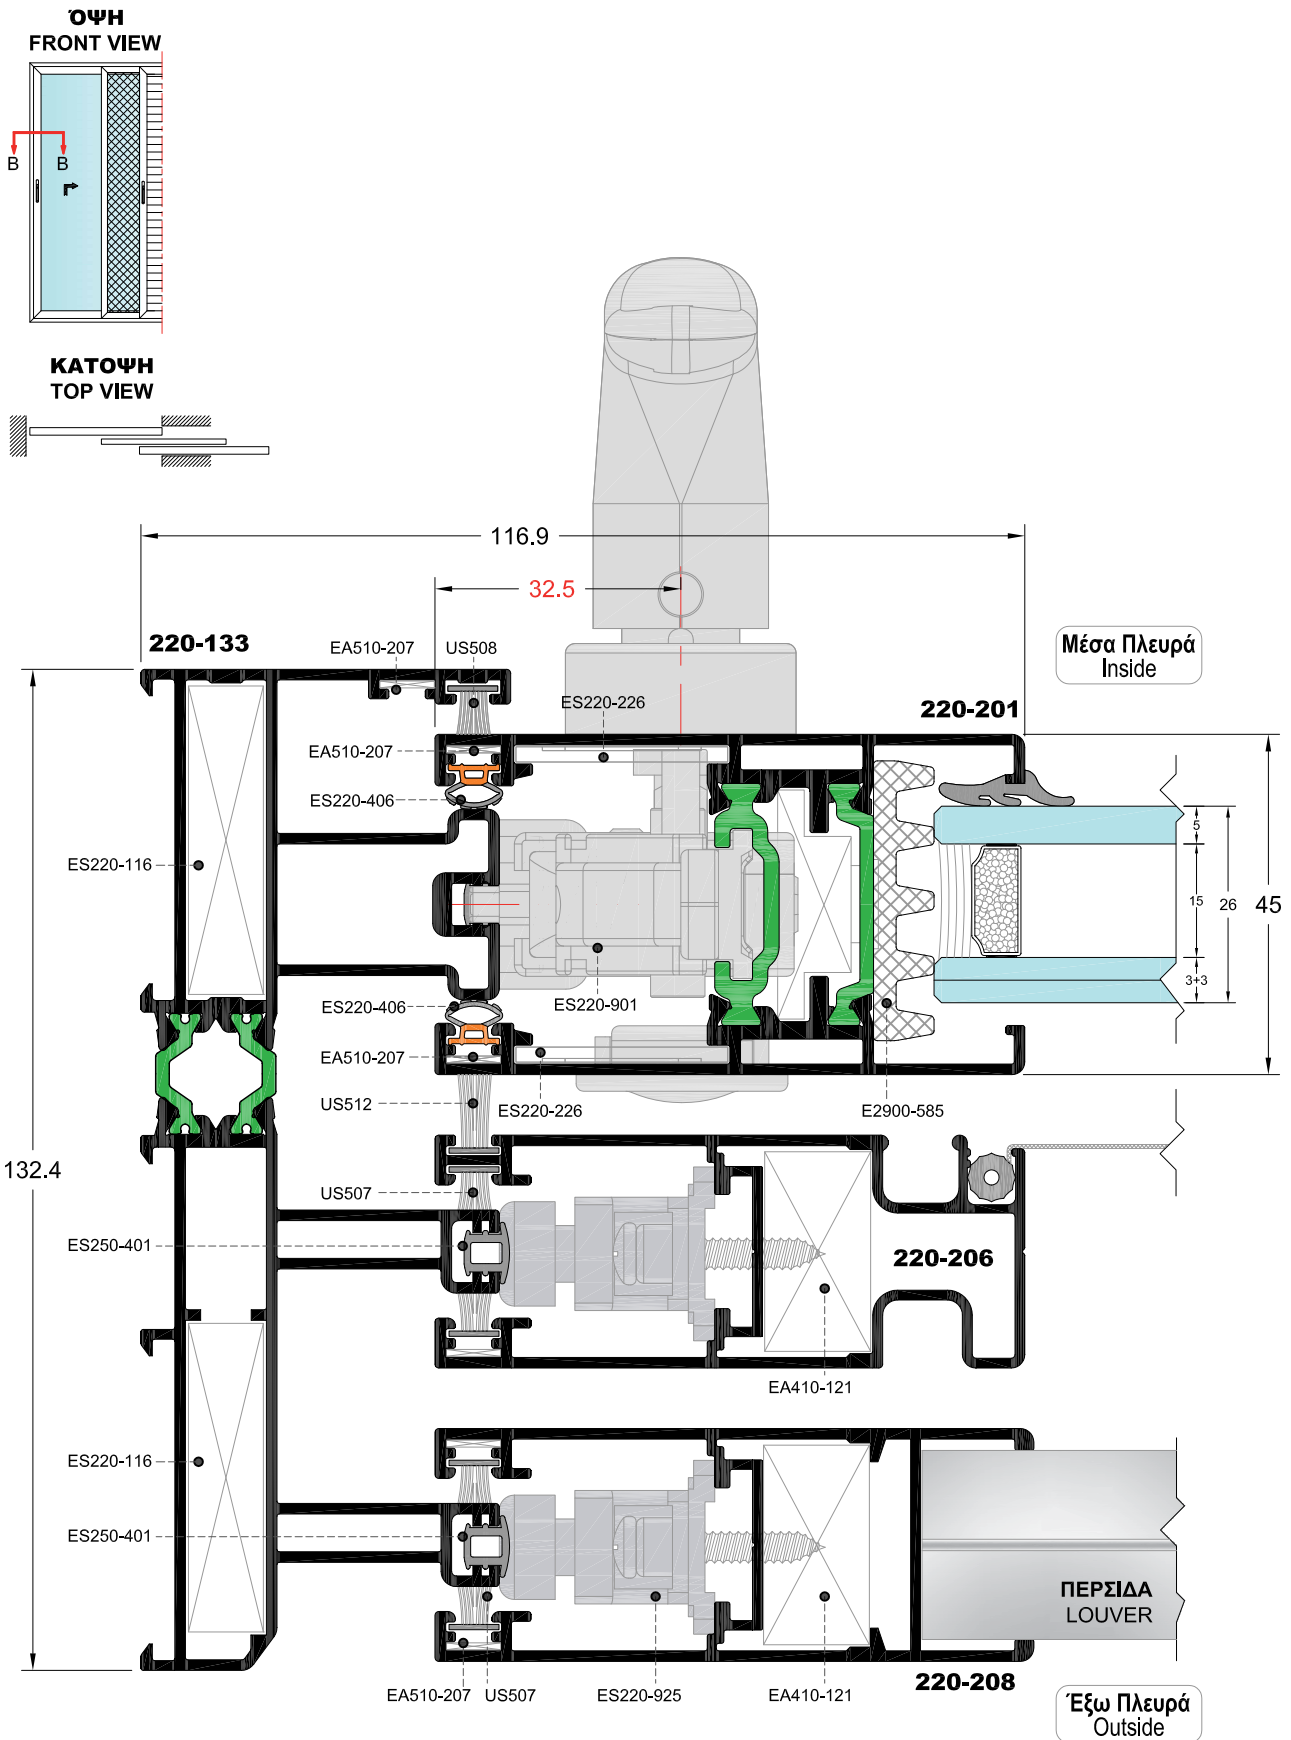 ΌΨΗ
FRONT VIEW
B B
ΚΑΤΟΨΗ
TOP VIEW
116.9
32.5
220-133
EA510-207 US508
Μέσα Πλευρά
Inside
ES220-226
220-201
EA510-207
ES220-406
5
ES220-116
15
26
45
3+3
ES220-406
ES220-901
EA510-207
US512
ES220-226
E2900-585
132.4
US507
ES250-401
220-206
EA410-121
ES220-116
ES250-401
ΠΕΡΣΙΔΑ
LOUVER
220-208
EA510-207 US507 ES220-925 EA410-121
Έξω Πλευρά
Outside